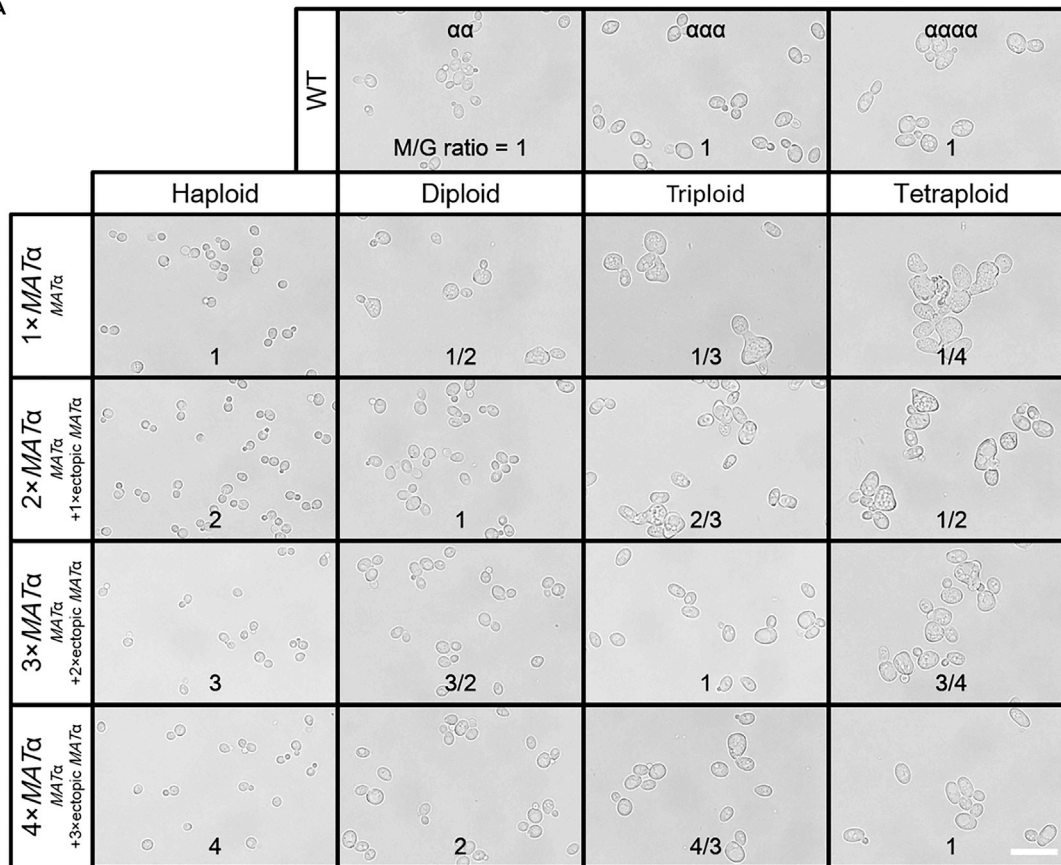 A
WT
αα
ααα
αααα
M/G ratio = 1
1
1
Haploid
Diploid
Triploid
Tetraploid
1×MATα
MATα
1
1/2
1/3
1/4
2×MATα
MATα
+1×ectopic MATα
2
1
2/3
1/2
3×MATα
MATα
+2×ectopic MATα
3
3/2
1
3/4
4×MATα
MATα
+3×ectopic MATα
4
2
4/3
1